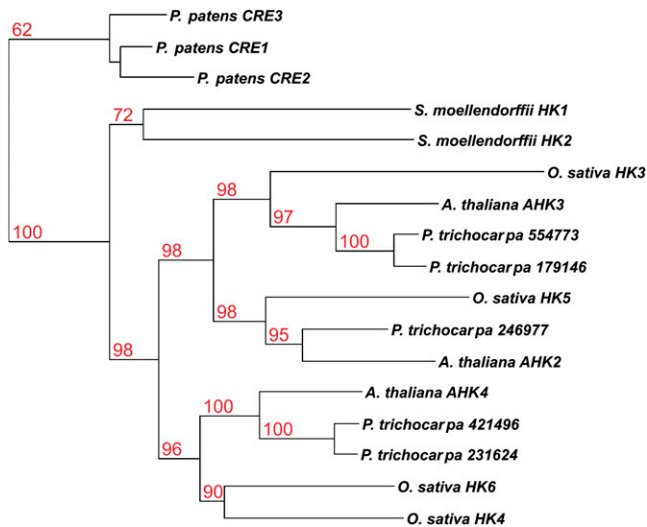 P. patens CRE3
62
P. patens CRE1
P. patens CRE2
S. moellendorffii HK1
72
S. moellendorffii HK2
O. sativa HK3
98
A. thaliana AHK3
97
P. trichocarpa 554773
100
100
98
P. trichocarpa 179146
O. sativa HK5
98
P. trichocarpa 246977
95
98
A. thaliana AHK2
A. thaliana AHK4
100
P. trichocarpa 421496
100
96
P. trichocarpa 231624
O. sativa HK6
90
O. sativa HK4